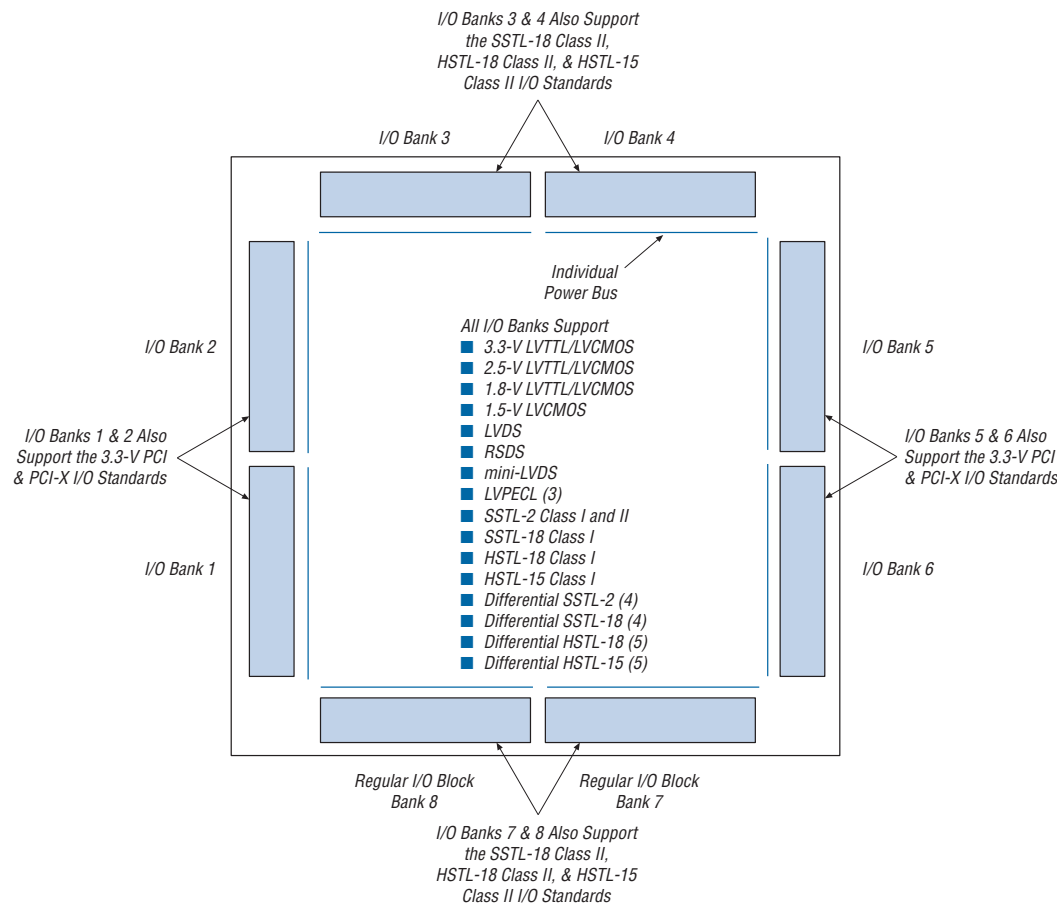 I/O Banks 3 & 4 Also Support
the SSTL-18 Class II,
HSTL-18 Class II, & HSTL-15
Class II I/O Standards
I/O Bank 3
I/O Bank 4
Individual
Power Bus
All I/O Banks Support
■ 3.3-V LVTTL/LVCMOS
■ 2.5-V LVTTL/LVCMOS
■ 1.8-V LVTTL/LVCMOS
■ 1.5-V LVCMOS
■ LVDS
■ RSDS
■ mini-LVDS
■ LVPECL (3)
■ SSTL-2 Class I and II
■ SSTL-18 Class I
■ HSTL-18 Class I
■ HSTL-15 Class I
■ Differential SSTL-2 (4)
■ Differential SSTL-18 (4)
■ Differential HSTL-18 (5)
■ Differential HSTL-15 (5)
I/O Bank 2
I/O Banks 1 & 2 Also
Support the 3.3-V PCI
& PCI-X I/O Standards
I/O Bank 1
I/O Bank 5
I/O Banks 5 & 6 Also
Support the 3.3-V PCI
& PCI-X I/O Standards
I/O Bank 6
Regular I/O Block
Bank 8
Regular I/O Block
Bank 7
I/O Banks 7 & 8 Also Support
the SSTL-18 Class II,
HSTL-18 Class II, & HSTL-15
Class II I/O Standards